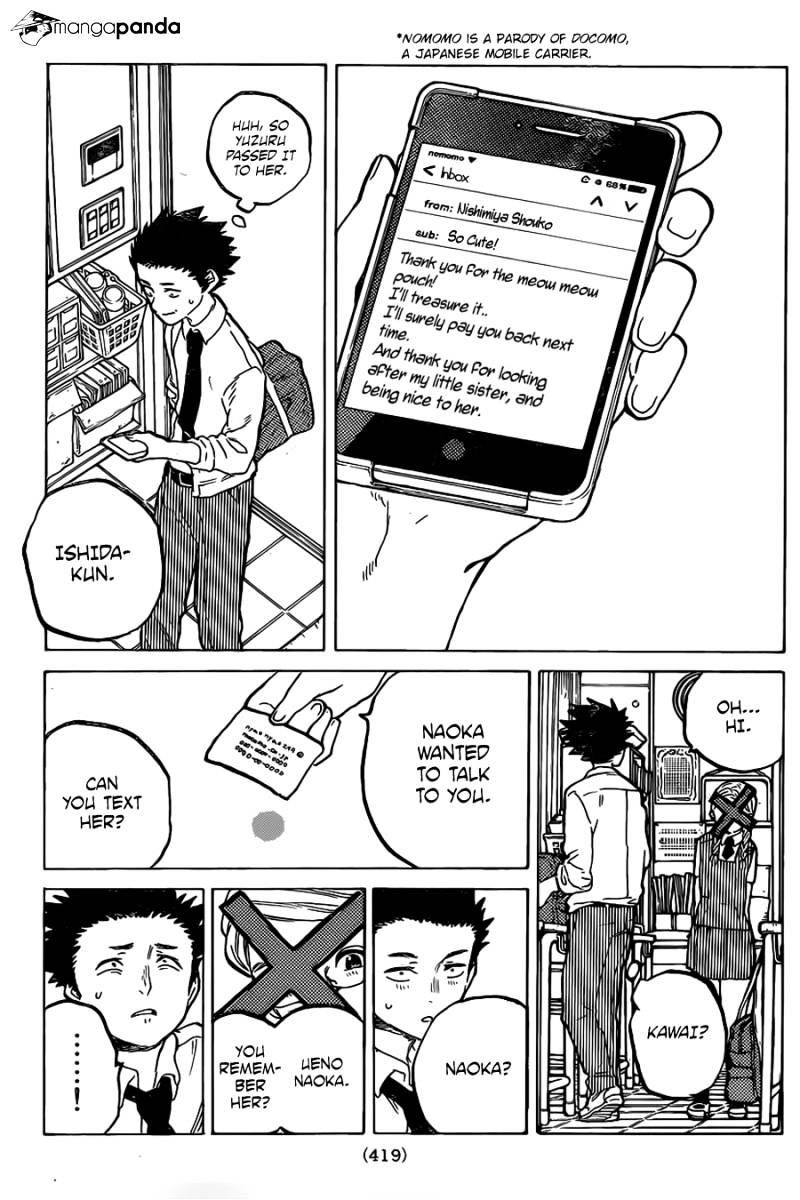 mangapanda
*NOMOMO IS A PARODY OF DOCOMO,
A JAPANESE MOBILE CARRIER.
nomomo
68%
< Inbox
from: Nishimiya Shouko
sub: So Cute!
Thank you for the meow meow
pouch!
I'll treasure it..
I'll surely pay you back next
time.
And thank you for looking
after my little sister, and
being nice to her.
HUH, SO
YUZURU
PASSED IT
TO HER.
ISHIDA-
KUN.
OH...
HI.
KAWAI?
NAOKA
WANTED
TO TALK
TO YOU.
CAN
YOU TEXT
HER?
NAOKA?
UENO
NAOKA.
YOU
REMEM-
BER
HER?
........!
(419)